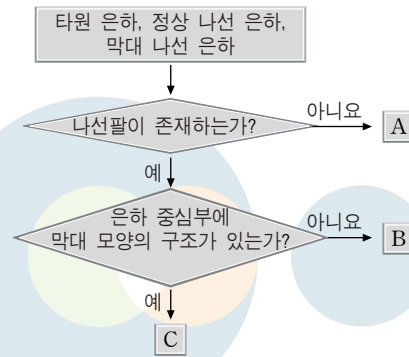 타원 은하, 정상 나선 은하,
막대 나선 은하
나선팔이 존재하는가?
아니요
A
예
은하 중심부에
막대 모양의 구조가 있는가?
아니요
B
예
C